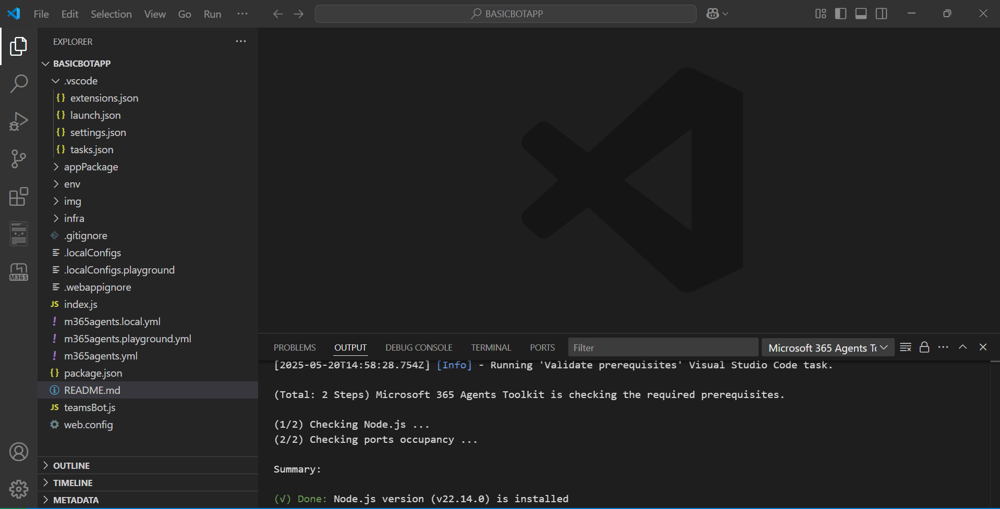 File Edit Selection View Go Run ···
BASICBOTAPP
EXPLORER ···
BASICBOTAPP
.vscode
{} extensions.json
{} launch.json
{} settings.json
{} tasks.json
appPackage
env
img
infra
.gitignore
.localConfigs
.localConfigs.playground
.webappignore
JS index.js
! m365agents.local.yml
! m365agents.playground.yml
! m365agents.yml
{} package.json
README.md
JS teamsBot.js
web.config
OUTLINE
TIMELINE
METADATA
M365
PROBLEMS OUTPUT DEBUG CONSOLE TERMINAL PORTS Filter Microsoft 365 Agents To
[2025-05-20T14:58:28.754Z] [Info] - Running 'Validate prerequisites' Visual Studio Code task.
(Total: 2 Steps) Microsoft 365 Agents Toolkit is checking the required prerequisites.
(1/2) Checking Node.js ...
(2/2) Checking ports occupancy ...
Summary:
(√) Done: Node.js version (v22.14.0) is installed